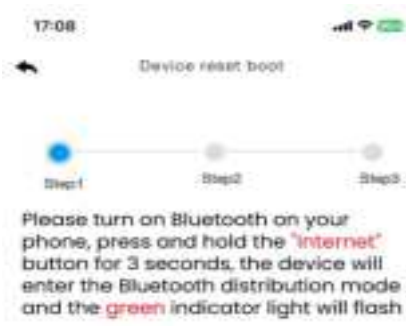 17:08
Device reset boot
Step1 Step2 Step3
Please turn on Bluetooth on your
phone, press and hold the "Internet"
button for 3 seconds, the device will
enter the Bluetooth distribution mode
and the green indicator light will flash